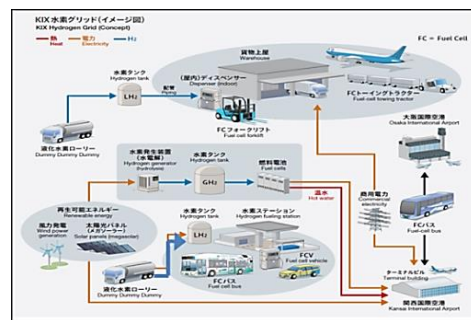 KIX 水素グリッド(イメージ図)
KIX Hydrogen Grid (Concept)
熱
Heat
電力
Electricity
H₂
FC = Fuel Cell
貨物上屋
Warehouse
水素タンク
Hydrogen tank
LH₂
配管
Piping
(屋内)ディスペンサー
Dispenser (indoor)
FCフォークリフト
Fuel cell forklift
FCトーイングトラクター
Fuel cell towing tractor
液化水素ローリー
Dummy Dummy Dummy
大阪国際空港
Osaka International Airport
水素発生装置
(水電解)
Hydrogen generator
(hydrolysis)
水素タンク
Hydrogen tank
GH₂
燃料電池
Fuel cells
温水
Hot water
商用電力
Commercial
electricity
FCバス
Fuel-cell bus
再生可能エネルギー
Renewable energy
風力発電
Wind power
generation
太陽光パネル
(メガソーラー)
Solar panels (megasolar)
水素タンク
Hydrogen tank
LH₂
水素ステーション
Hydrogen fueling station
FCV
Fuel cell vehicle
FCバス
Fuel cell bus
液化水素ローリー
Dummy Dummy Dummy
ターミナルビル
Terminal building
関西国際空港
Kansai International Airport